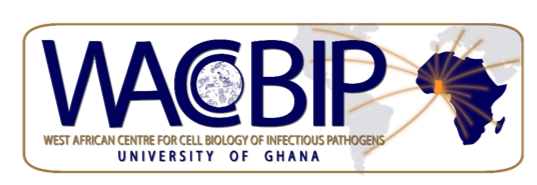 WACCBIP
WEST AFRICAN CENTRE FOR CELL BIOLOGY OF INFECTIOUS PATHOGENS
UNIVERSITY OF GHANA